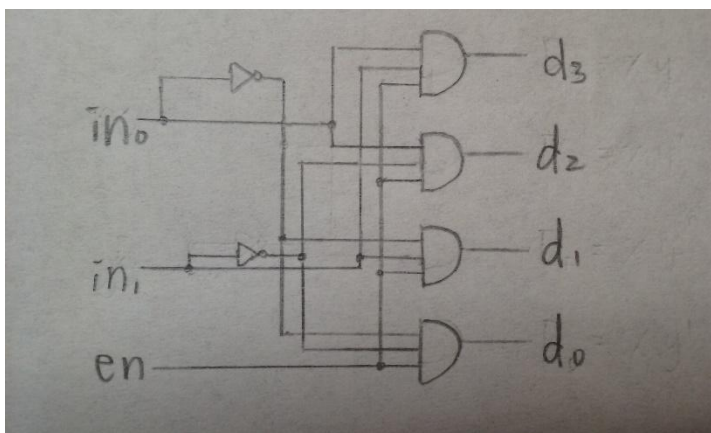 d₃
in₀
d₂
d₁
in₁
d₀
en